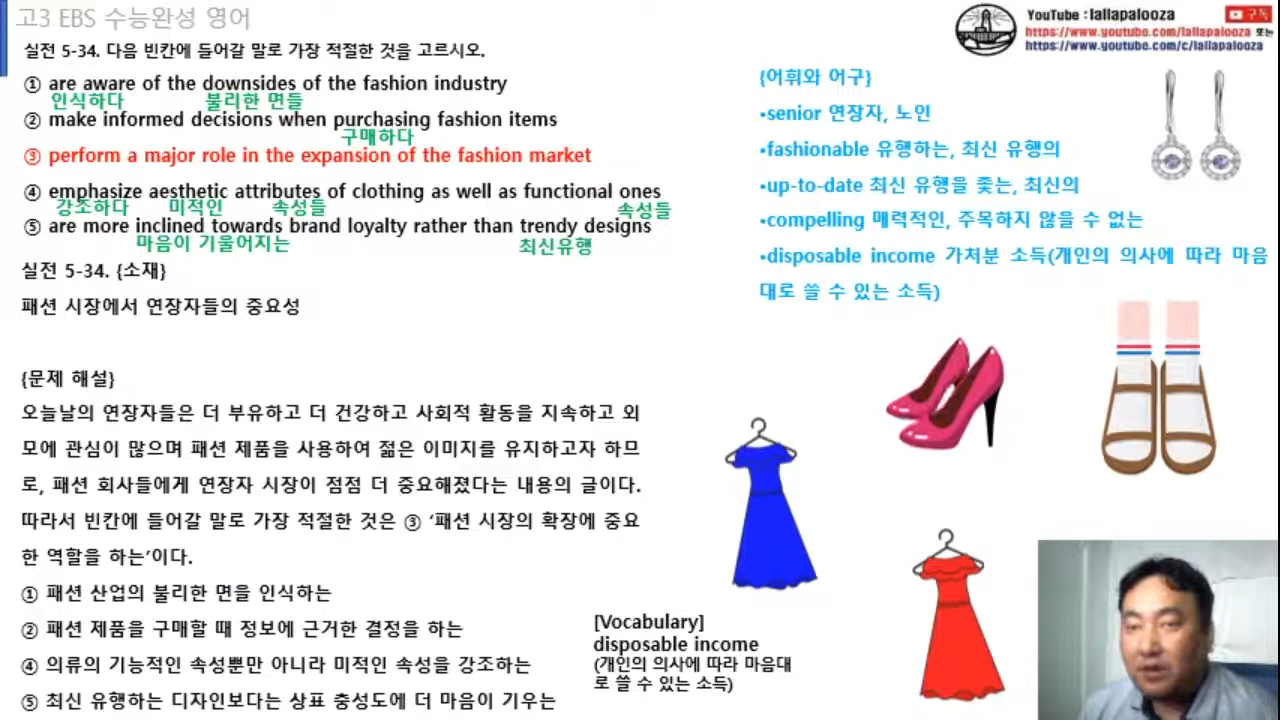 고3 EBS 수능완성 영어
실전 5-34. 다음 빈칸에 들어갈 말로 가장 적절한 것을 고르시오.
① are aware of the downsides of the fashion industry
인식하다 불리한 면들
② make informed decisions when purchasing fashion items
구매하다
③ perform a major role in the expansion of the fashion market
④ emphasize aesthetic attributes of clothing as well as functional ones
강조하다 미적인 속성들 속성들
⑤ are more inclined towards brand loyalty rather than trendy designs
마음이 기울어지는 최신유행
실전 5-34. {소재}
패션 시장에서 연장자들의 중요성
{문제 해설}
오늘날의 연장자들은 더 부유하고 더 건강하고 사회적 활동을 지속하고 외
모에 관심이 많으며 패션 제품을 사용하여 젊은 이미지를 유지하고자 하므
로, 패션 회사들에게 연장자 시장이 점점 더 중요해졌다는 내용의 글이다.
따라서 빈칸에 들어갈 말로 가장 적절한 것은 ③ ‘패션 시장의 확장에 중요
한 역할을 하는’이다.
① 패션 산업의 불리한 면을 인식하는
② 패션 제품을 구매할 때 정보에 근거한 결정을 하는
④ 의류의 기능적인 속성뿐만 아니라 미적인 속성을 강조하는
⑤ 최신 유행하는 디자인보다는 상표 충성도에 더 마음이 기우는
YouTube : lallapalooza
구독
https://www.youtube.com/lallapalooza 또는
https://www.youtube.com/c/lallapalooza
{어휘와 어구}
•senior 연장자, 노인
•fashionable 유행하는, 최신 유행의
•up-to-date 최신 유행을 좇는, 최신의
•compelling 매력적인, 주목하지 않을 수 없는
•disposable income 가처분 소득(개인의 의사에 따라 마음
대로 쓸 수 있는 소득)
[Vocabulary]
disposable income
(개인의 의사에 따라 마음대
로 쓸 수 있는 소득)